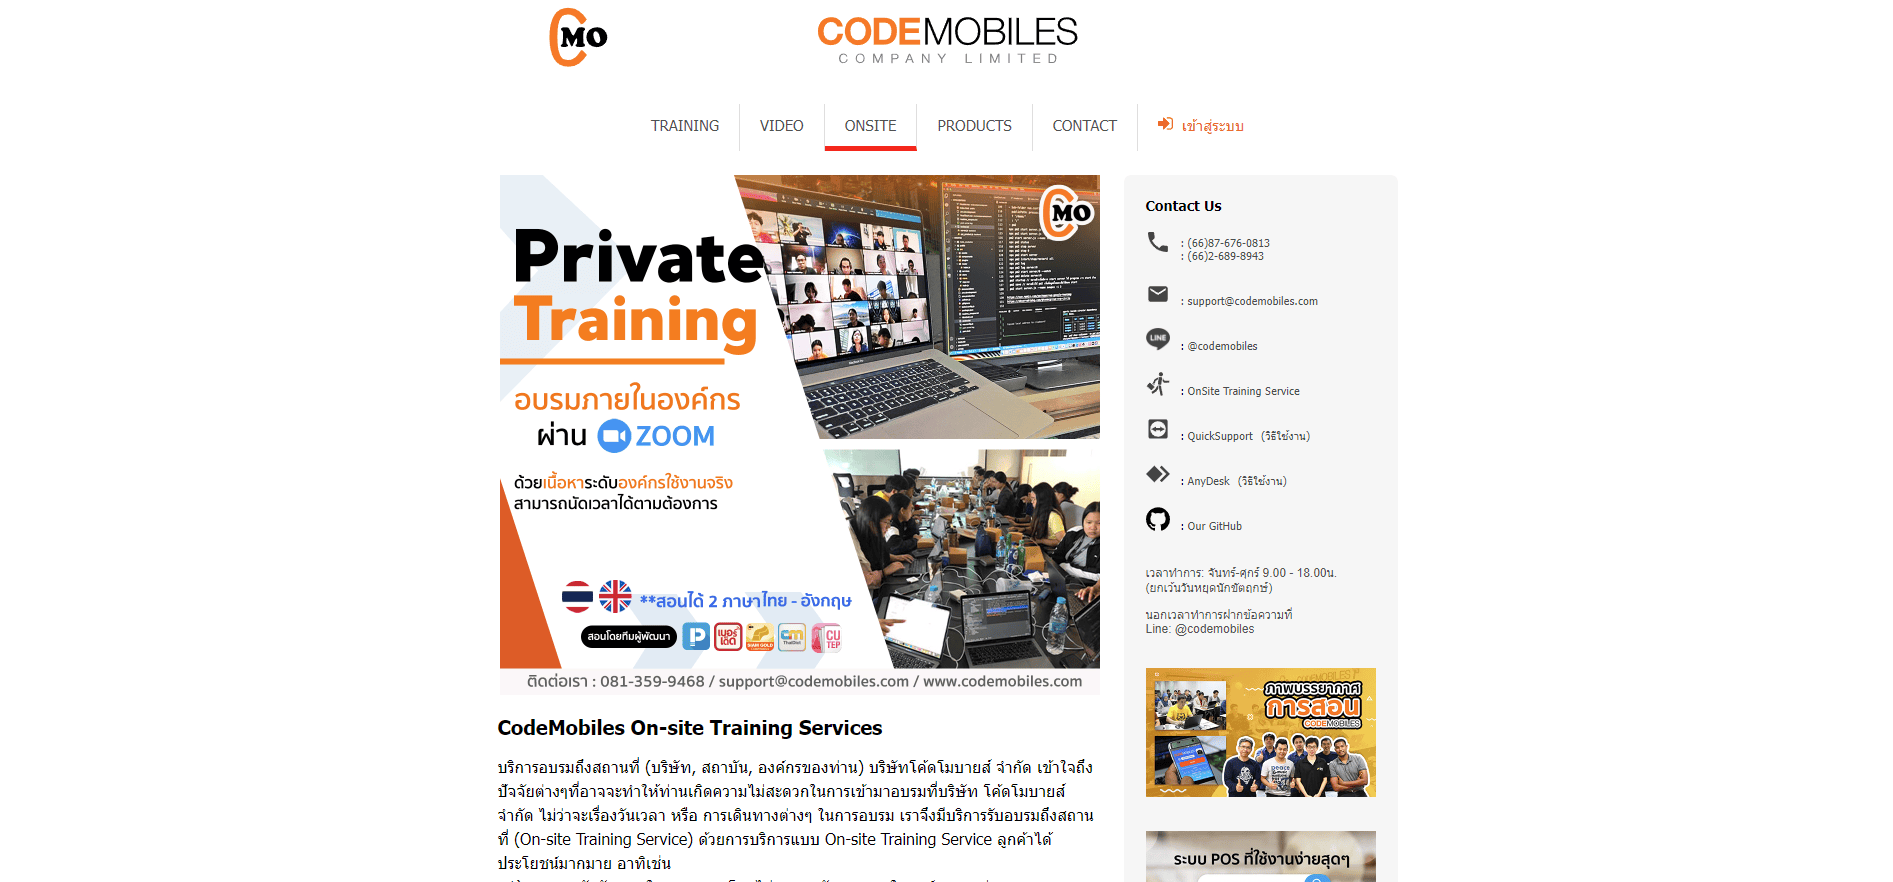 CMO
CODEMOBILES
COMPANY LIMITED
TRAINING
VIDEO
ONSITE
PRODUCTS
CONTACT
เข้าสู่ระบบ
CMO
Private
Training
อบรมภายในองค์กร
ผ่าน ZOOM
ด้วยเนื้อหาระดับองค์กรใช้งานจริง
สามารถนัดเวลาได้ตามต้องการ
**สอนได้ 2 ภาษาไทย - อังกฤษ
สอนโดยทีมผู้พัฒนา
เบอร์เดต
SIAM GOLD
cm
ThaiDiet
CU
TEP
ติดต่อเรา : 081-359-9468 / support@codemobiles.com / www.codemobiles.com
CodeMobiles On-site Training Services
บริการอบรมถึงสถานที่ (บริษัท, สถาบัน, องค์กรของท่าน) บริษัทโค้ดโมบายส์ จำกัด เข้าใจถึง
ปัจจัยต่างๆที่อาจจะทำให้ท่านเกิดความไม่สะดวกในการเข้ามาอบรมที่บริษัท โค้ดโมบายส์
จำกัด ไม่ว่าจะเรื่องวันเวลา หรือ การเดินทางต่างๆ ในการอบรม เราจึงมีบริการรับอบรมถึงสถาน
ที่ (On-site Training Service) ด้วยการบริการแบบ On-site Training Service ลูกค้าได้
ประโยชน์มากมาย อาทิเช่น
Contact Us
: (66)87-676-0813
: (66)2-689-8943
: support@codemobiles.com
LINE
: @codemobiles
: OnSite Training Service
: QuickSupport (วิธีใช้งาน)
: AnyDesk (วิธีใช้งาน)
: Our GitHub
เวลาทำการ: จันทร์-ศุกร์ 9.00 - 18.00น.
(ยกเว้นวันหยุดนักขัตฤกษ์)
นอกเวลาทำการฝากข้อความที่
Line: @codemobiles
ภาพบรรยากาศ
การสอน
CODEMOBILES
ระบบ POS ที่ใช้งานง่ายสุดๆ